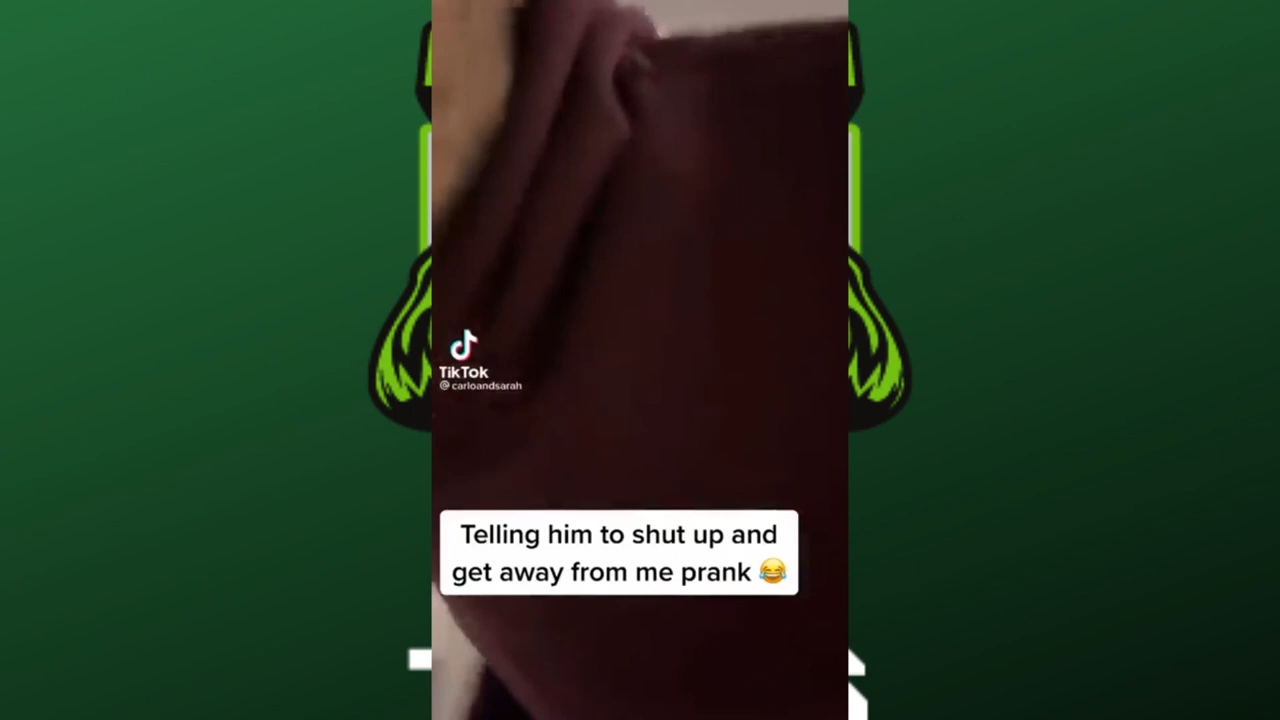 TikTok
@ carloandsarah
Telling him to shut up and
get away from me prank 😂